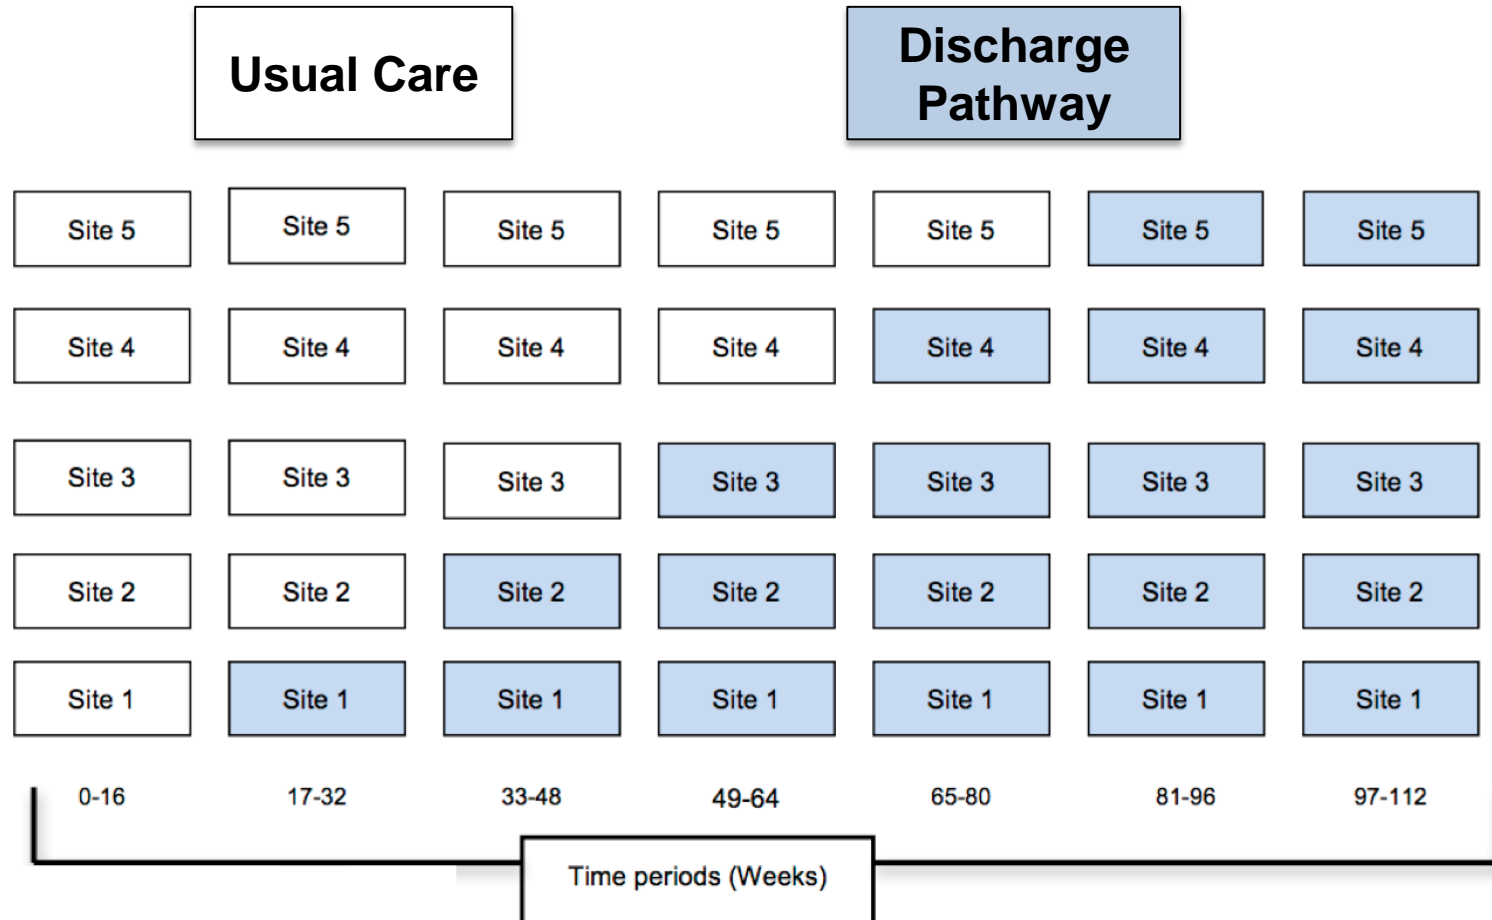 Usual Care
Discharge
Pathway
Site 5 Site 5 Site 5 Site 5 Site 5 Site 5 Site 5
Site 4 Site 4 Site 4 Site 4 Site 4 Site 4 Site 4
Site 3 Site 3 Site 3 Site 3 Site 3 Site 3 Site 3
Site 2 Site 2 Site 2 Site 2 Site 2 Site 2 Site 2
Site 1 Site 1 Site 1 Site 1 Site 1 Site 1 Site 1
0-16 17-32 33-48 49-64 65-80 81-96 97-112
Time periods (Weeks)